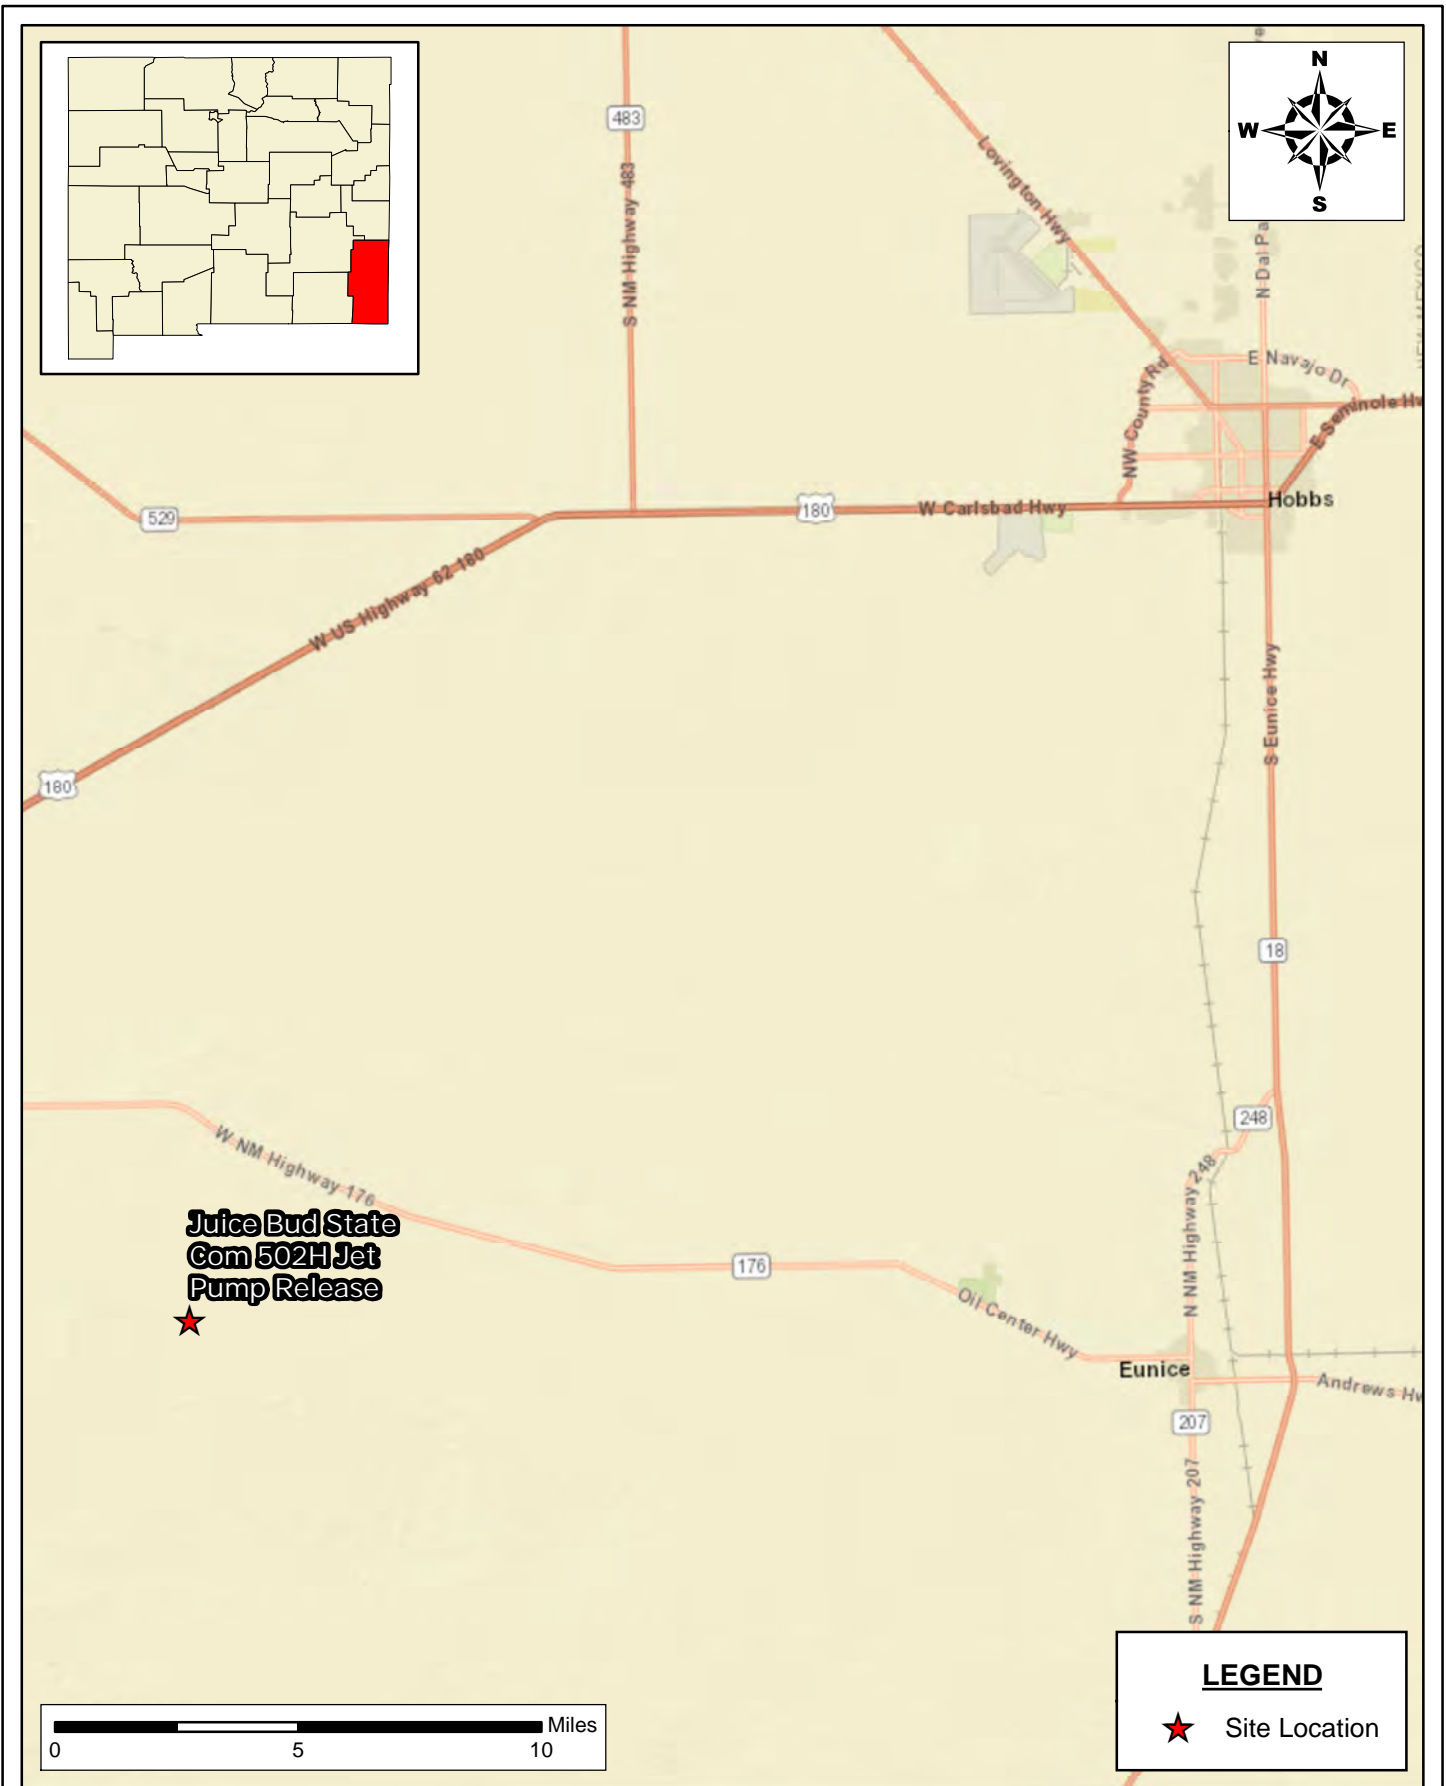 N
W E
S
483
S NM Highway 483
Lovington Hwy
N Dal Pa
NW County Rd
E Navajo Dr
E Seminole Hw
529
180
W Carlsbad Hwy
Hobbs
W US Highway 62 180
180
S Eunice Hwy
18
248
N NM Highway 248
W NM Highway 176
Juice Bud State
Com 502H Jet
Pump Release
176
Oil Center Hwy
Eunice
Andrews Hw
207
S NM Highway 207
LEGEND
Site Location
Miles
0 5 10